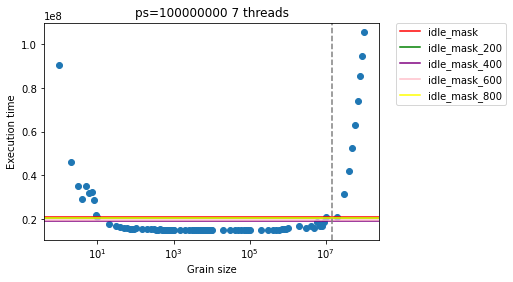 ps=100000000 7 threads
1e8
1.0
0.8
0.6
0.4
0.2
Execution time
10^1
10^3
10^5
10^7
Grain size
idle_mask
idle_mask_200
idle_mask_400
idle_mask_600
idle_mask_800